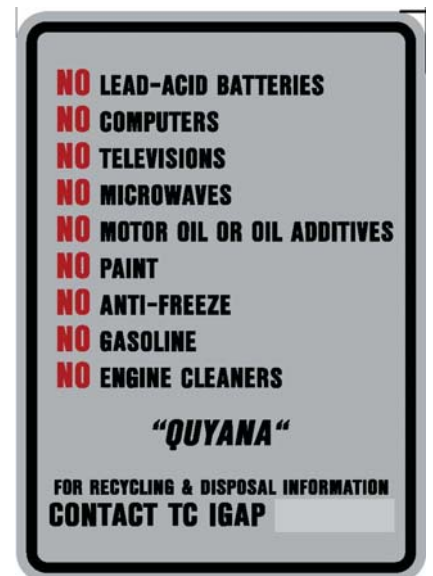 NO LEAD-ACID BATTERIES
NO COMPUTERS
NO TELEVISIONS
NO MICROWAVES
NO MOTOR OIL OR OIL ADDITIVES
NO PAINT
NO ANTI-FREEZE
NO GASOLINE
NO ENGINE CLEANERS
"QUYANA"
FOR RECYCLING & DISPOSAL INFORMATION
CONTACT TC IGAP